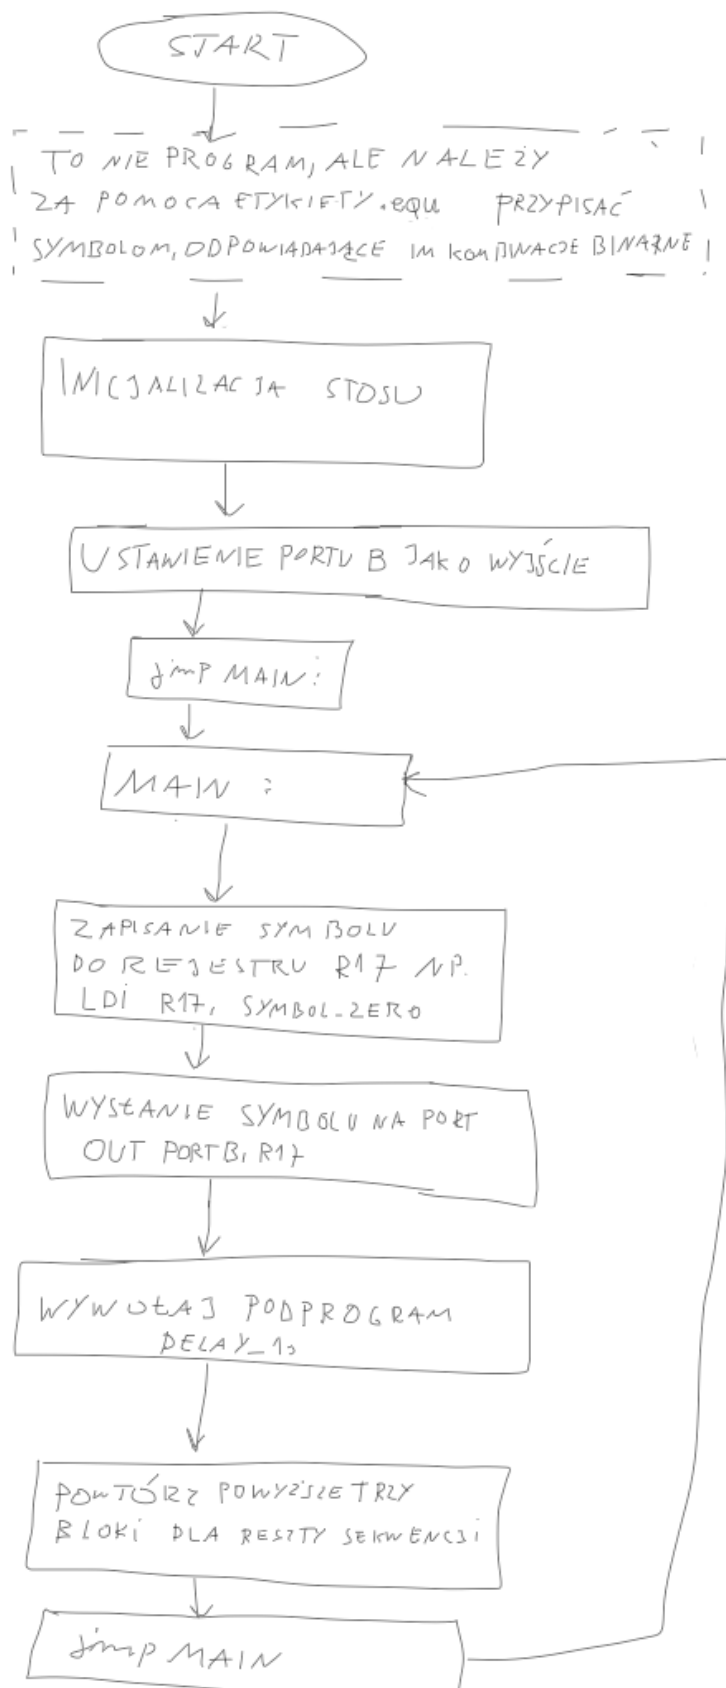 START
TO NIE PROGRAM, ALE NALEŻY
ZA POMOCA ETYKIETY .equ PRZYPISAĆ
SYMBOLOM, ODPOWIADAJĄCE IM KOMBINACJE BINARNE
INICJALIZACJA STOSU
USTAWIENIE PORTU B JAKO WYJŚCIE
jmp MAIN:
MAIN :
ZAPISANIE SYMBOLU
DO REJESTRU R17 NP.
LDi R17, SYMBOL_ZERO
WYSŁANIE SYMBOLU NA PORT
OUT PORTB, R17
WYWOŁAJ PODPROGRAM
DELAY_1s
POWTÓRZ POWYŻSZE TRZY
BLOKi DLA RESZTY SEKWENCJi
jmp MAIN